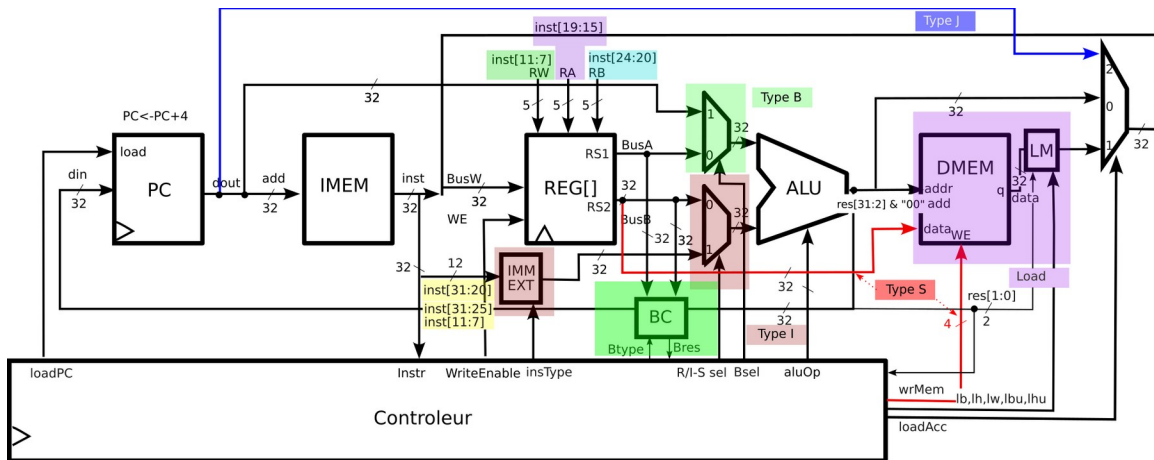 inst[19:15]
Type J
inst[11:7]
inst[24:20]
RW
RA
RB
2
32
5
5
5
1
Type B
32
0
32
PC<-PC+4
load
din
32
PC
dout
add
32
IMEM
inst
32
BusW
32
WE
REG[]
RS1
BusA
0
32
RS2
32
BusB
0
32
1
ALU
res[31:2] & "00"
DMEM
addr
add
q
32
data
LM
1
32
data
WE
32
12
32
32
32
IMM
EXT
32
32
Load
inst[31:20]
inst[31:25]
inst[11:7]
BC
32
32
Type S
res[1:0]
4
2
Type I
Btype
Bres
loadPC
Instr
WriteEnable
insType
R/I-S sel
Bsel
aluOp
wrMem
lb,lh,lw,lbu,lhu
loadAcc
Controleur